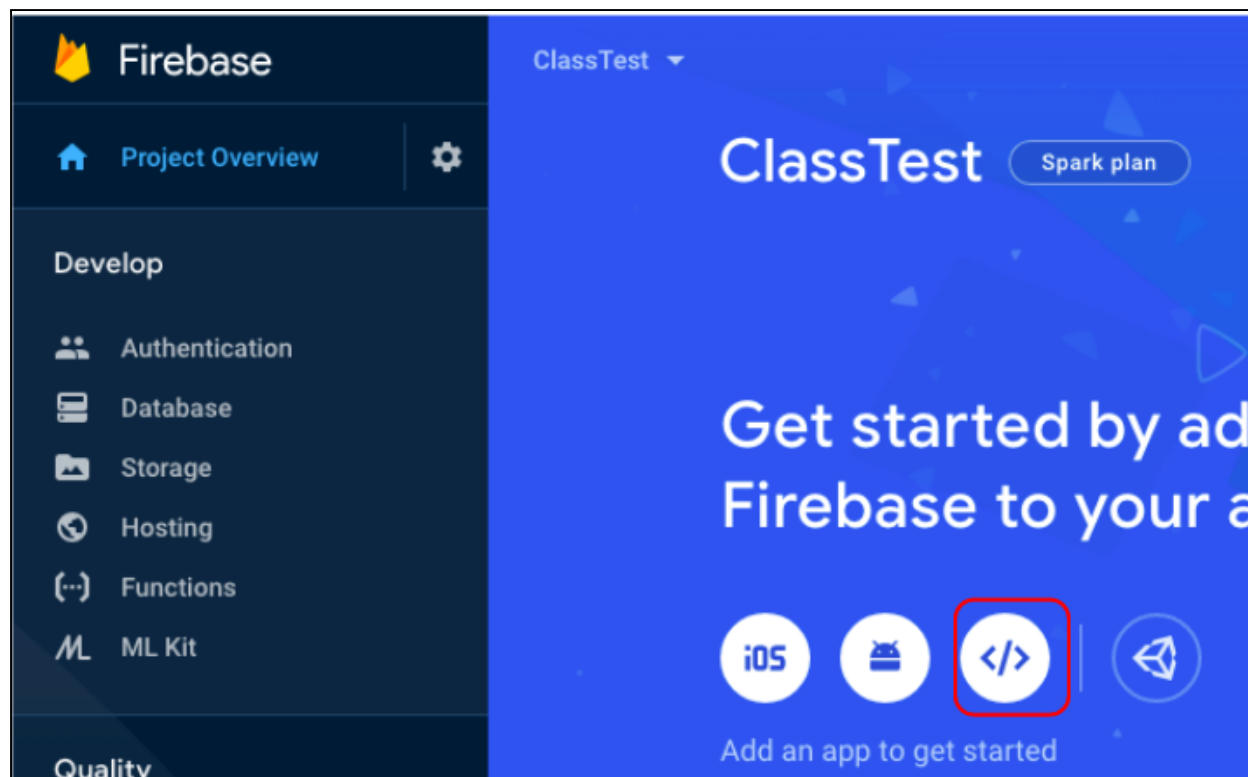 Firebase
ClassTest
Project Overview
ClassTest Spark plan
Develop
Authentication
Database
Storage
Hosting
Functions
ML Kit
Get started by ad
Firebase to your a
iOS </>
Add an app to get started
Quality